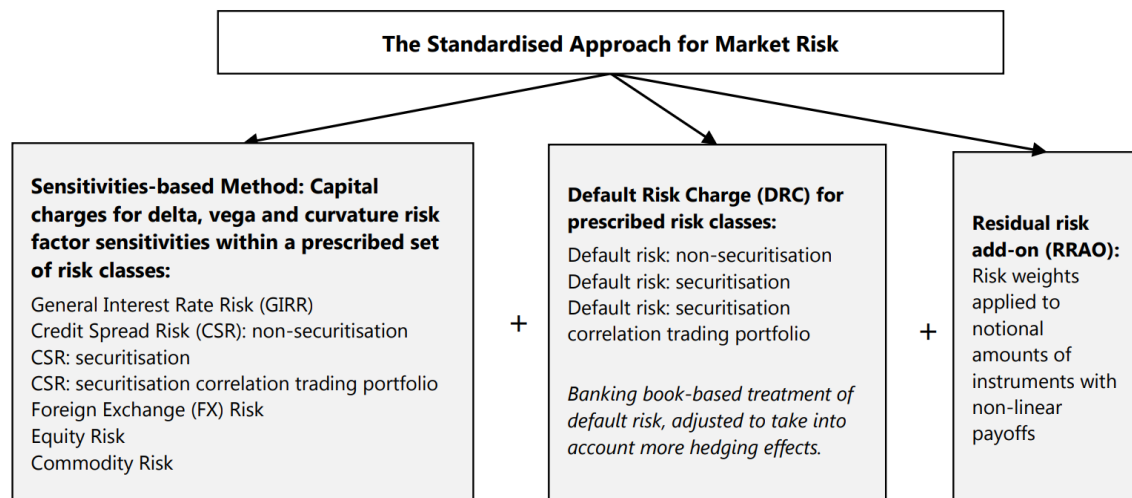 The Standardised Approach for Market Risk
Sensitivities-based Method: Capital
charges for delta, vega and curvature risk
factor sensitivities within a prescribed set
of risk classes:
General Interest Rate Risk (GIRR)
Credit Spread Risk (CSR): non-securitisation
CSR: securitisation
CSR: securitisation correlation trading portfolio
Foreign Exchange (FX) Risk
Equity Risk
Commodity Risk
+
Default Risk Charge (DRC) for
prescribed risk classes:
Default risk: non-securitisation
Default risk: securitisation
Default risk: securitisation
correlation trading portfolio
Banking book-based treatment of
default risk, adjusted to take into
account more hedging effects.
+
Residual risk
add-on (RRAO):
Risk weights
applied to
notional
amounts of
instruments with
non-linear
payoffs